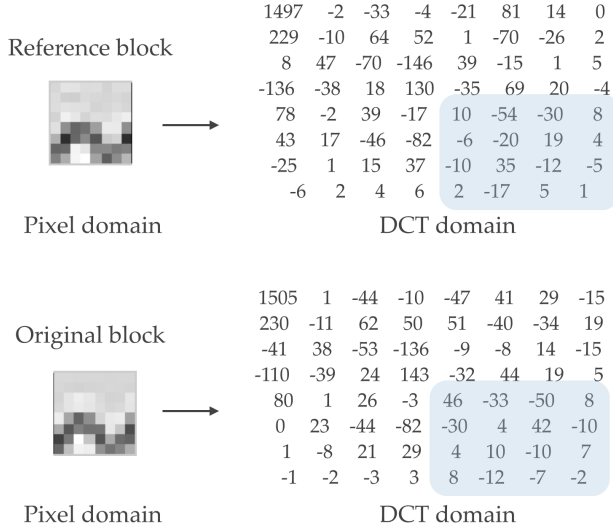 Reference block
Pixel domain
1497 -2 -33 -4 -21 81 14 0
229 -10 64 52 1 -70 -26 2
8 47 -70 -146 39 -15 1 5
-136 -38 18 130 -35 69 20 -4
78 -2 39 -17 10 -54 -30 8
43 17 -46 -82 -6 -20 19 4
-25 1 15 37 -10 35 -12 -5
-6 2 4 6 2 -17 5 1
DCT domain
Original block
Pixel domain
1505 1 -44 -10 -47 41 29 -15
230 -11 62 50 51 -40 -34 19
-41 38 -53 -136 -9 -8 14 -15
-110 -39 24 143 -32 44 19 5
80 1 26 -3 46 -33 -50 8
0 23 -44 -82 -30 4 42 -10
1 -8 21 29 4 10 -10 7
-1 -2 -3 3 8 -12 -7 -2
DCT domain